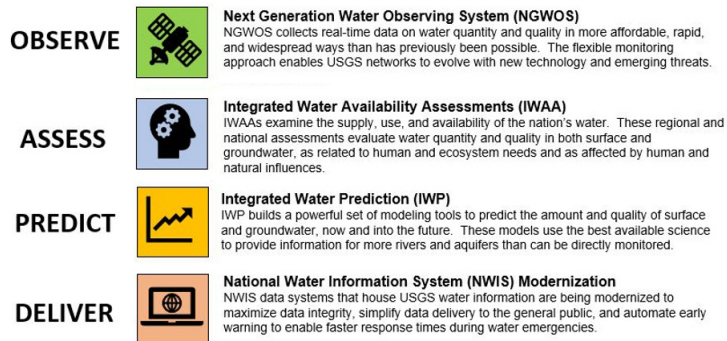 OBSERVE
Next Generation Water Observing System (NGWOS)
NGWOS collects real-time data on water quantity and quality in more affordable, rapid,
and widespread ways than has previously been possible. The flexible monitoring
approach enables USGS networks to evolve with new technology and emerging threats.
ASSESS
Integrated Water Availability Assessments (IWAA)
IWAAs examine the supply, use, and availability of the nation's water. These regional and
national assessments evaluate water quantity and quality in both surface and
groundwater, as related to human and ecosystem needs and as affected by human and
natural influences.
PREDICT
Integrated Water Prediction (IWP)
IWP builds a powerful set of modeling tools to predict the amount and quality of surface
and groundwater, now and into the future. These models use the best available science
to provide information for more rivers and aquifers than can be directly monitored.
DELIVER
National Water Information System (NWIS) Modernization
NWIS data systems that house USGS water information are being modernized to
maximize data integrity, simplify data delivery to the general public, and automate early
warning to enable faster response times during water emergencies.